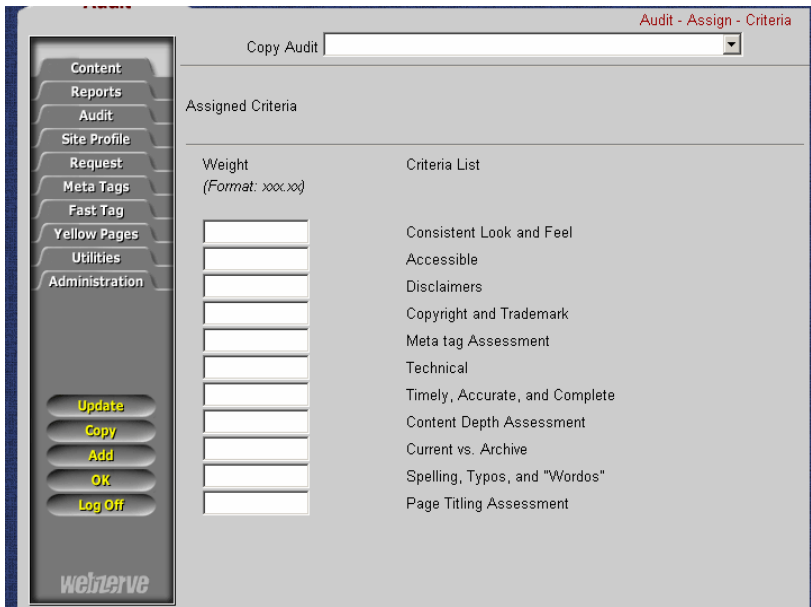 Audit
Audit - Assign - Criteria
Copy Audit
Content
Reports
Audit
Site Profile
Request
Meta Tags
Fast Tag
Yellow Pages
Utilities
Administration
Update
Copy
Add
OK
Log Off
Assigned Criteria
Weight Criteria List
(Format: xxx.xx)
Consistent Look and Feel
Accessible
Disclaimers
Copyright and Trademark
Meta tag Assessment
Technical
Timely, Accurate, and Complete
Content Depth Assessment
Current vs. Archive
Spelling, Typos, and "Wordos"
Page Titling Assessment